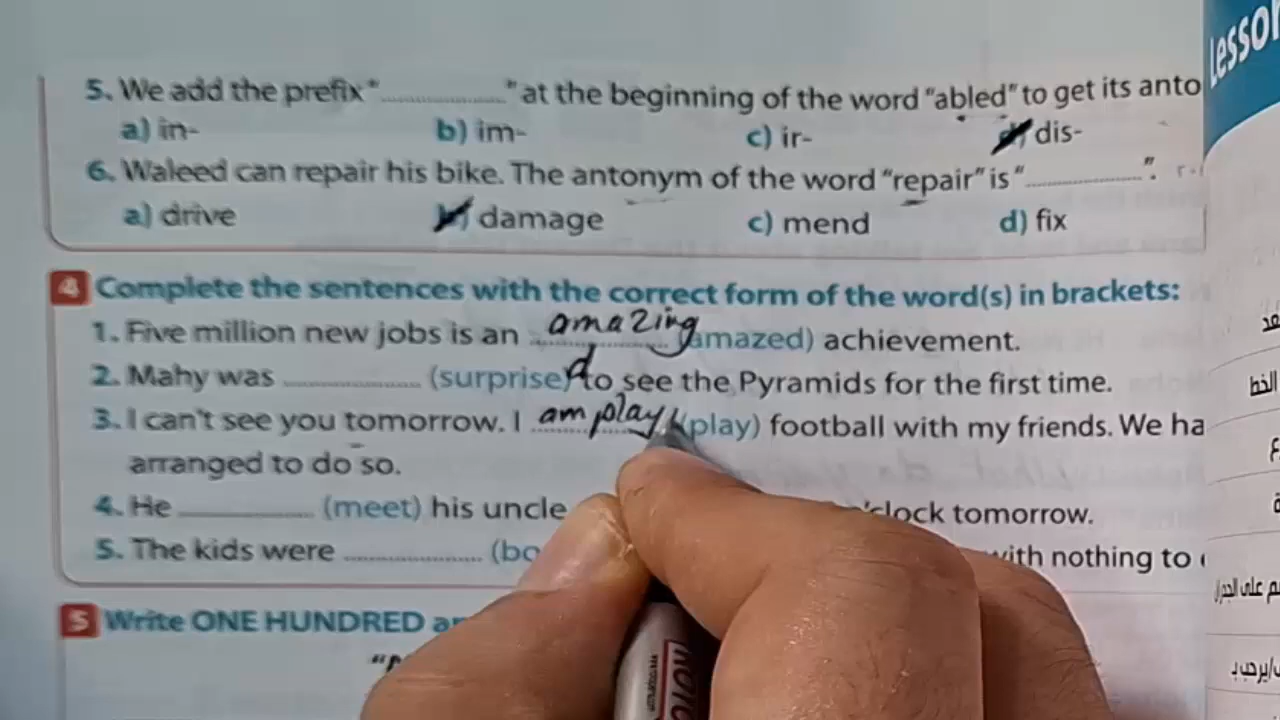 Lesson
5. We add the prefix "............" at the beginning of the word "abled" to get its anto
a) in- b) im- c) ir- dis-
6. Waleed can repair his bike. The antonym of the word "repair" is "............".
a) drive b) damage c) mend d) fix
4 Complete the sentences with the correct form of the word(s) in brackets:
1. Five million new jobs is an amazing (amazed) achievement.
2. Mahy was ............ (surprise)d to see the Pyramids for the first time.
3. I can't see you tomorrow. I am play (play) football with my friends. We ha
arranged to do so.
4. He ............ (meet) his uncle o'clock tomorrow.
5. The kids were ............ (bo with nothing to
5 Write ONE HUNDRED
الخط